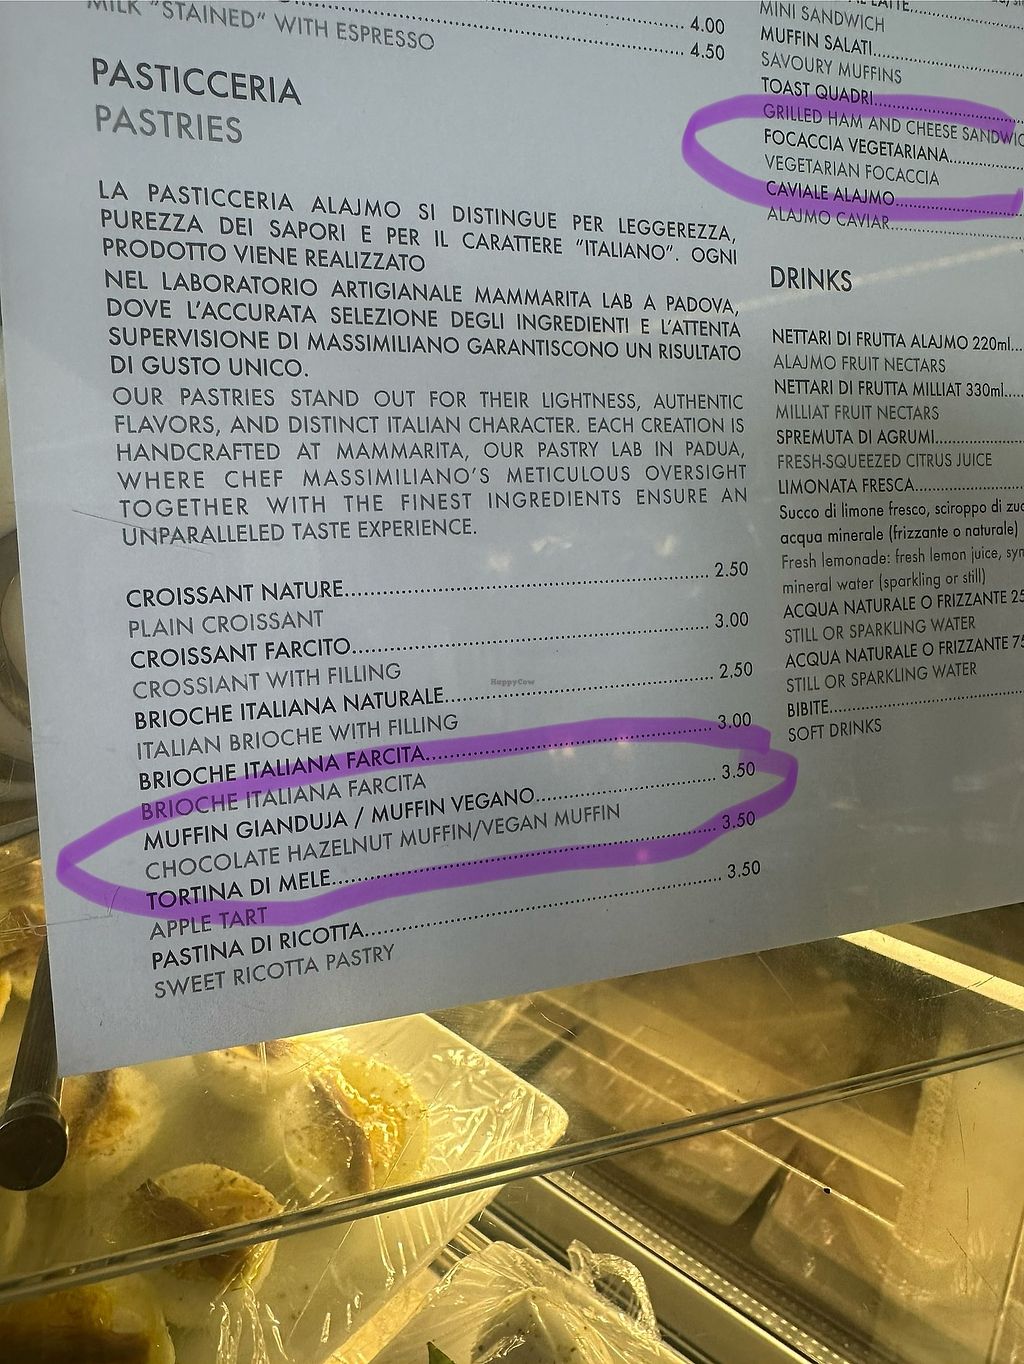 MILK "STAINED" WITH ESPRESSO
4.00
4.50
PASTICCERIA
PASTRIES
LA PASTICCERIA ALAJMO SI DISTINGUE PER LEGGEREZZA,
PUREZZA DEI SAPORI E PER IL CARATTERE "ITALIANO". OGNI
PRODOTTO VIENE REALIZZATO
NEL LABORATORIO ARTIGIANALE MAMMARITA LAB A PADOVA,
DOVE L'ACCURATA SELEZIONE DEGLI INGREDIENTI E L'ATTENTA
SUPERVISIONE DI MASSIMILIANO GARANTISCONO UN RISULTATO
DI GUSTO UNICO.
OUR PASTRIES STAND OUT FOR THEIR LIGHTNESS, AUTHENTIC
FLAVORS, AND DISTINCT ITALIAN CHARACTER. EACH CREATION IS
HANDCRAFTED AT MAMMARITA, OUR PASTRY LAB IN PADUA,
WHERE CHEF MASSIMILIANO'S METICULOUS OVERSIGHT
TOGETHER WITH THE FINEST INGREDIENTS ENSURE AN
UNPARALLELED TASTE EXPERIENCE.
CROISSANT NATURE........ 2.50
PLAIN CROISSANT
CROISSANT FARCITO........ 3.00
CROSSIANT WITH FILLING
BRIOCHE ITALIANA NATURALE........ 2.50
ITALIAN BRIOCHE WITH FILLING
BRIOCHE ITALIANA FARCITA........ 3.00
BRIOCHE ITALIANA FARCITA
MUFFIN GIANDUJA / MUFFIN VEGANO........ 3.50
CHOCOLATE HAZELNUT MUFFIN/VEGAN MUFFIN
TORTINA DI MELE........ 3.50
APPLE TART
PASTINA DI RICOTTA........ 3.50
SWEET RICOTTA PASTRY
MINI SANDWICH
MUFFIN SALATI........
SAVOURY MUFFINS
TOAST QUADRI........
GRILLED HAM AND CHEESE SANDWIC
FOCACCIA VEGETARIANA........
VEGETARIAN FOCACCIA
CAVIALE ALAJMO........
ALAJMO CAVIAR........
DRINKS
NETTARI DI FRUTTA ALAJMO 220ml...
ALAJMO FRUIT NECTARS
NETTARI DI FRUTTA MILLIAT 330ml....
MILLIAT FRUIT NECTARS
SPREMUTA DI AGRUMI........
FRESH-SQUEEZED CITRUS JUICE
LIMONATA FRESCA........
Succo di limone fresco, sciroppo di zuc
acqua minerale (frizzante o naturale)
Fresh lemonade: fresh lemon juice, syr
mineral water (sparkling or still)
ACQUA NATURALE O FRIZZANTE 25
STILL OR SPARKLING WATER
ACQUA NATURALE O FRIZZANTE 75
STILL OR SPARKLING WATER
BIBITE........
SOFT DRINKS
HappyCow